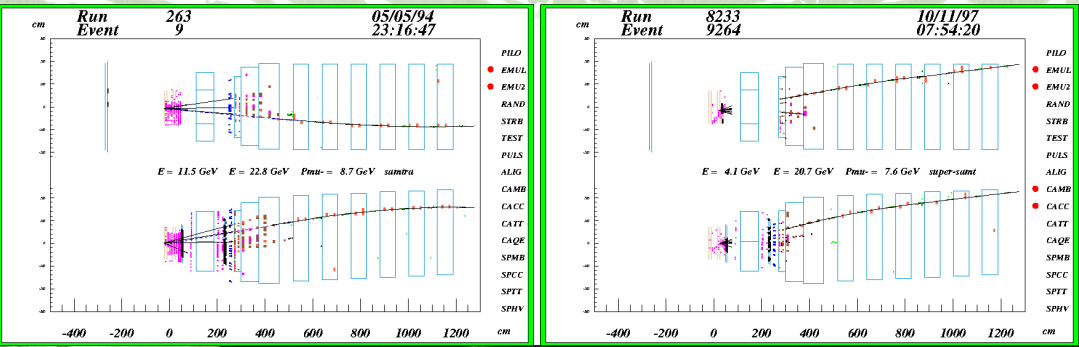 Run 263 05/05/94
Event 9 23:16:47
cm
PILO
EMUL
EMU2
RAND
STRB
TEST
PULS
E = 11.5 GeV E = 22.8 GeV Pmu- = 8.7 GeV samtra
ALIG
CAMB
CACC
CATT
CAQE
SPMB
SPCC
SPTT
SPHV
-400 -200 0 200 400 600 800 1000 1200 cm
Run 8233 10/11/97
Event 9264 07:54:20
cm
PILO
EMUL
EMU2
RAND
STRB
TEST
PULS
E = 4.1 GeV E = 20.7 GeV Pmu- = 7.6 GeV super-samt
ALIG
CAMB
CACC
CATT
CAQE
SPMB
SPCC
SPTT
SPHV
-400 -200 0 200 400 600 800 1000 1200 cm